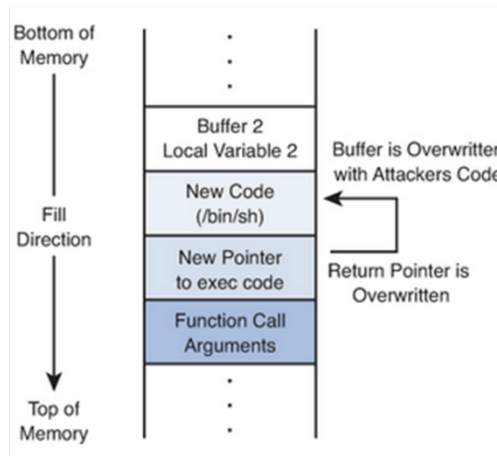 Bottom of
Memory
Buffer 2
Local Variable 2
Buffer is Overwritten
with Attackers Code
New Code
(/bin/sh)
Fill
Direction
New Pointer
to exec code
Return Pointer is
Overwritten
Function Call
Arguments
Top of
Memory